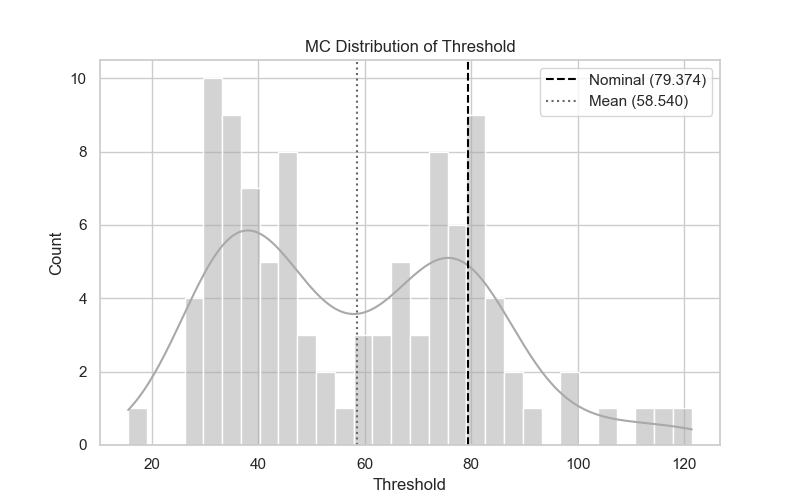 MC Distribution of Threshold
Nominal (79.374)
Mean (58.540)
Count
10
8
6
4
2
0
20 40 60 80 100 120
Threshold